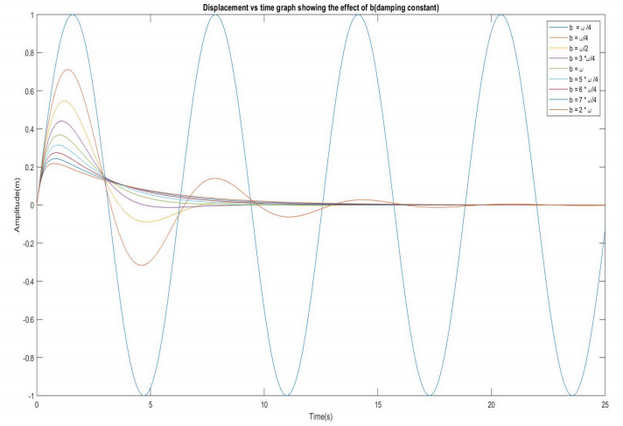 Displacement vs time graph showing the effect of b(damping constant)
1
0.8
0.6
0.4
0.2
0
-0.2
-0.4
-0.6
-0.8
-1
Amplitude(m)
0 5 10 15 20 25
Time(s)
b = ω /4
b = ω/4
b = ω/2
b = 3 *ω/4
b = ω
b = 5 * ω /4
b = 6 * ω/4
b = 7 * ω/4
b = 2 * ω